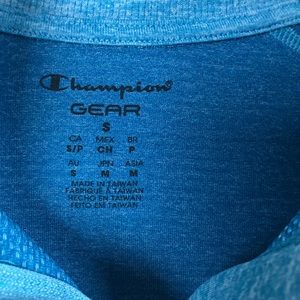 Champion
GEAR
S
CA MEX BR
S/P CH P
AU JPN ASIA
S M M
MADE IN TAIWAN
FABRIQUÉ À TAIWAN
HECHO EN TAIWAN
FEITO EM TAIWAN